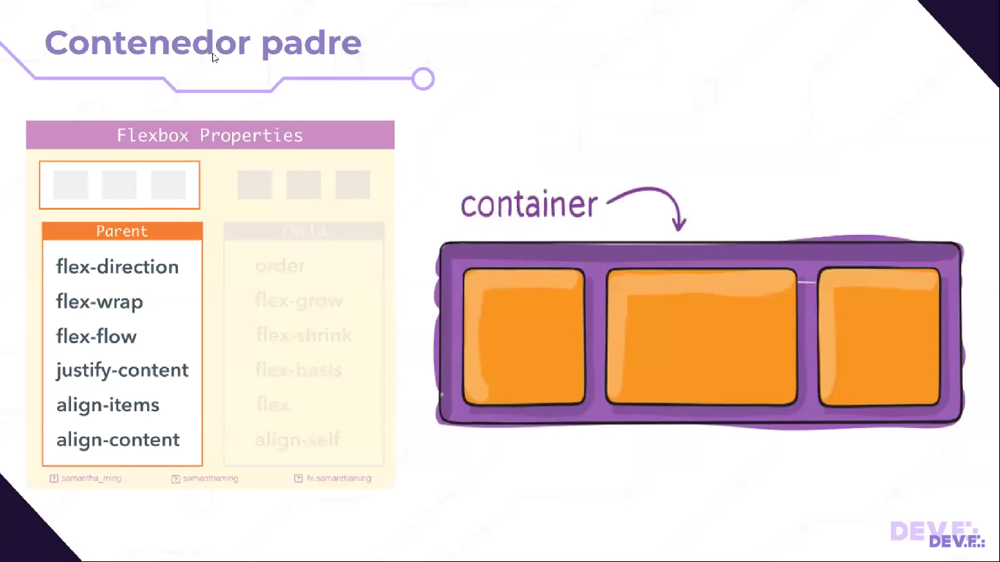 Contenedor padre
Flexbox Properties
Parent
flex-direction
flex-wrap
flex-flow
justify-content
align-items
align-content
Child
order
flex-grow
flex-shrink
flex-basis
flex
align-self
samantha_ming
samanthaming
hi.samanthaming
container
DEV.F.:
DEV.F.: